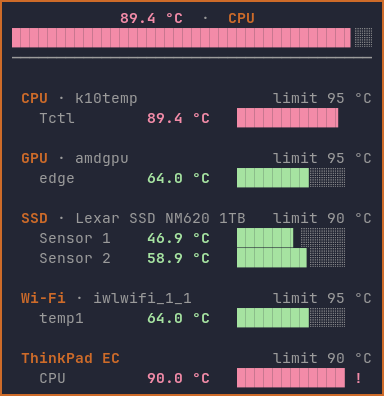 89.4 °C · CPU
CPU · k10temp limit 95 °C
Tctl 89.4 °C
GPU · amdgpu limit 95 °C
edge 64.0 °C
SSD · Lexar SSD NM620 1TB limit 90 °C
Sensor 1 46.9 °C
Sensor 2 58.9 °C
Wi-Fi · iwlwifi_1_1 limit 95 °C
temp1 64.0 °C
ThinkPad EC limit 90 °C
CPU 90.0 °C !